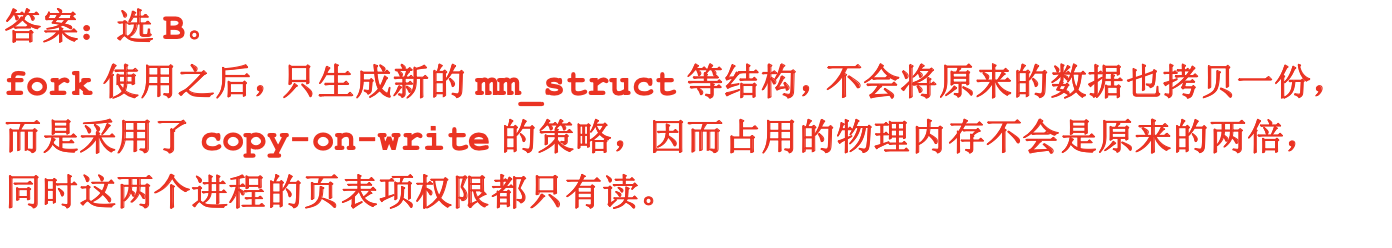 答案：选 B。
fork 使用之后，只生成新的 mm_struct 等结构，不会将原来的数据也拷贝一份，
而是采用了 copy-on-write 的策略，因而占用的物理内存不会是原来的两倍，
同时这两个进程的页表项权限都只有读。